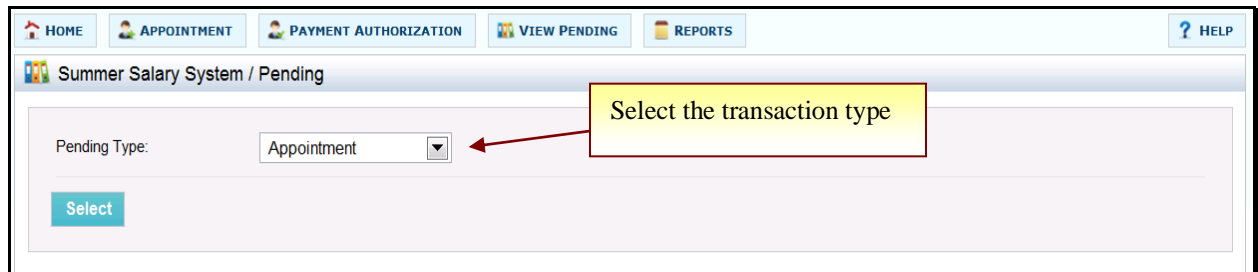 HOME APPOINTMENT PAYMENT AUTHORIZATION VIEW PENDING REPORTS ? HELP
Summer Salary System / Pending
Select the transaction type
Pending Type: Appointment
Select